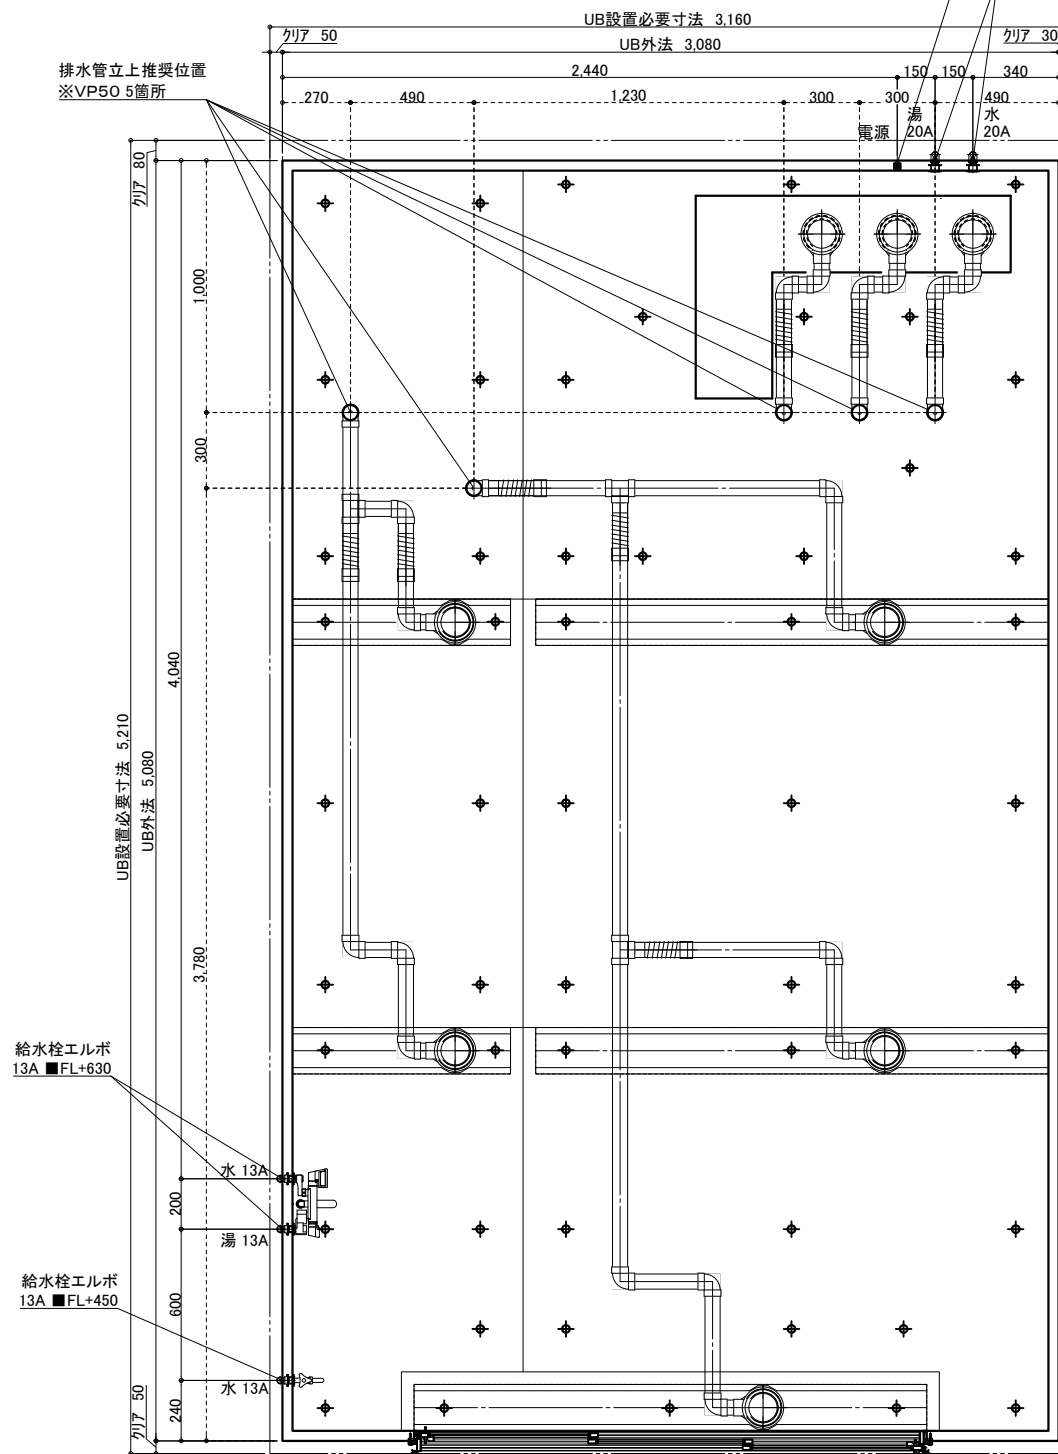 UB設置必要寸法 3,160
クリア 50
UB外法 3,080
クリア 30
排水管立上推奨位置
※VP50 5箇所
2,440
150
150
340
270
490
1,230
300
300
490
電源
湯
20A
水
20A
クリア 80
1,000
300
4,040
UB設置必要寸法 5,210
UB外法 5,080
3,780
給水栓エルボ
13A ■FL+630
水 13A
200
湯 13A
給水栓エルボ
13A ■FL+450
600
水 13A
240
クリア 50